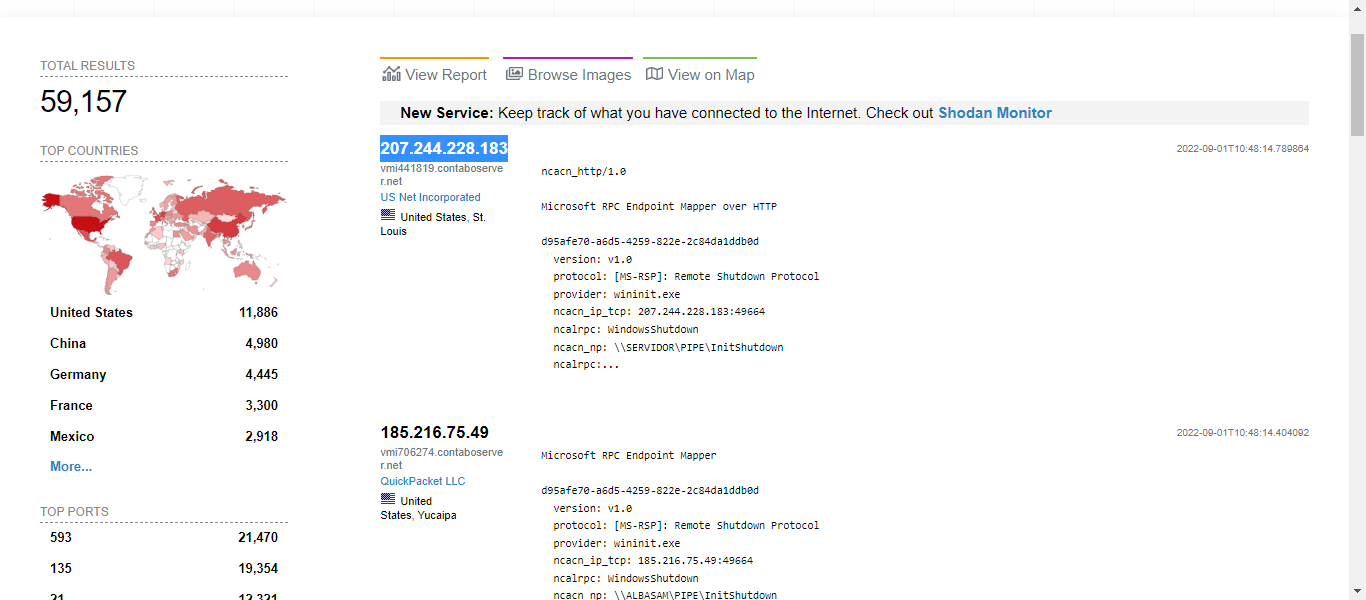 TOTAL RESULTS
59,157
TOP COUNTRIES
United States 11,886
China 4,980
Germany 4,445
France 3,300
Mexico 2,918
More...
TOP PORTS
593 21,470
135 19,354
21 12,321
View Report Browse Images View on Map
New Service: Keep track of what you have connected to the Internet. Check out Shodan Monitor
207.244.228.183
vmi441819.contaboserve
r.net
US Net Incorporated
United States, St.
Louis
2022-09-01T10:48:14.789864
ncacn_http/1.0
Microsoft RPC Endpoint Mapper over HTTP
d95afe70-a6d5-4259-822e-2c84da1ddb0d
version: v1.0
protocol: [MS-RSP]: Remote Shutdown Protocol
provider: wininit.exe
ncacn_ip_tcp: 207.244.228.183:49664
ncalrpc: WindowsShutdown
ncacn_np: \\SERVIDOR\PIPE\InitShutdown
ncalrpc:...
185.216.75.49
vmi706274.contaboserve
r.net
QuickPacket LLC
United
States, Yucaipa
2022-09-01T10:48:14.404092
Microsoft RPC Endpoint Mapper
d95afe70-a6d5-4259-822e-2c84da1ddb0d
version: v1.0
protocol: [MS-RSP]: Remote Shutdown Protocol
provider: wininit.exe
ncacn_ip_tcp: 185.216.75.49:49664
ncalrpc: WindowsShutdown
ncacn_np: \\ALBASAM\PIPE\InitShutdown